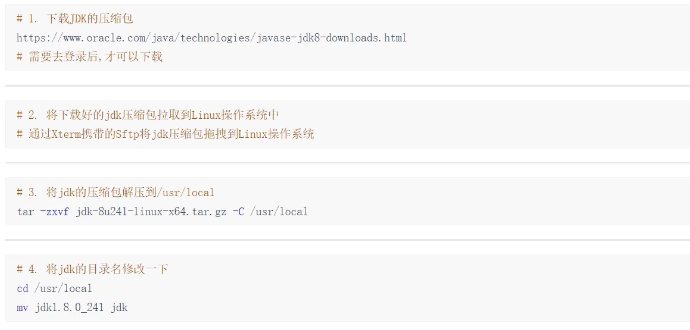 # 1. 下载JDK的压缩包
https://www.oracle.com/java/technologies/javase-jdk8-downloads.html
# 需要去登录后,才可以下载
# 2. 将下载好的jdk压缩包拉取到Linux操作系统中
# 通过Xterm携带的Sftp将jdk压缩包拖拽到Linux操作系统
# 3. 将jdk的压缩包解压到/usr/local
tar -zxvf jdk-8u241-linux-x64.tar.gz -C /usr/local
# 4. 将jdk的目录名修改一下
cd /usr/local
mv jdk1.8.0_241 jdk